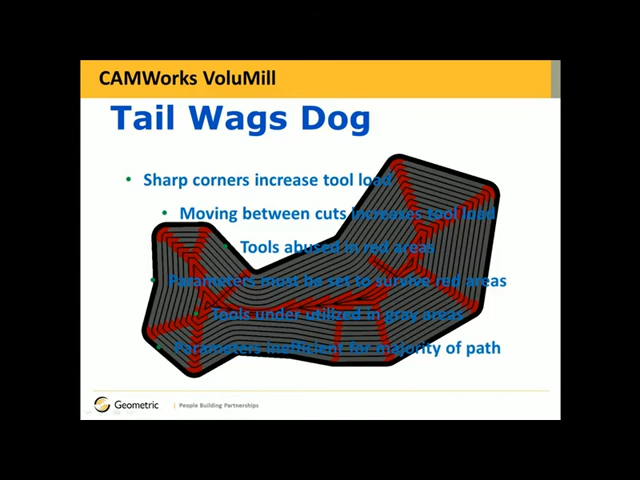 CAMWorks VoluMill
Tail Wags Dog
• Sharp corners increase tool load
• Moving between cuts increases tool load
• Tools abused in red areas
• Parameters must be set to survive red areas
• Tools under utilized in gray areas
• Parameters inefficient for majority of path
Geometric | People Building Partnerships